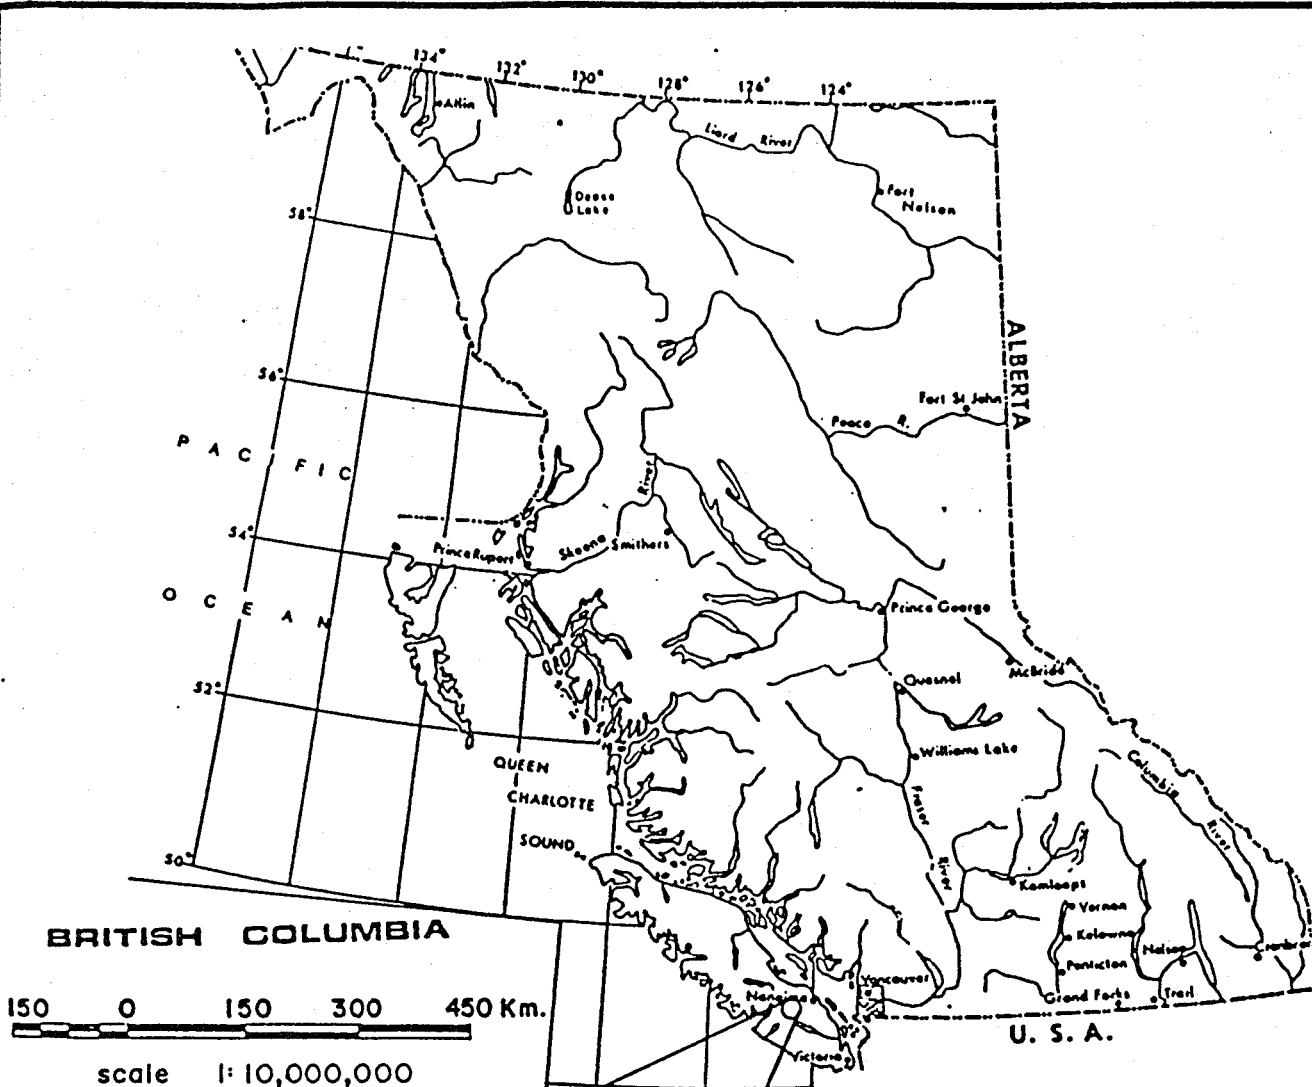 134° 132° 130° 128° 126° 124°
Atlin
Liard River
Dease
Lake
Fort
Nelson
58°
ALBERTA
56°
Fort St John
Peace R.
PACIFIC
River
54°
Prince Rupert
Skeena
Smithers
OCEAN
Prince George
McBride
52°
Quesnel
Williams Lake
QUEEN
CHARLOTTE
SOUND
Columbia
River
Fraser
River
50°
Kamloops
Vernon
Kelowna
Penticton
Nelson
Cranbroo
BRITISH COLUMBIA
Vancouver
Nanaimo
Grand Forks
Trail
Victoria
U. S. A.
150 0 150 300 450 Km.
scale 1:10,000,000